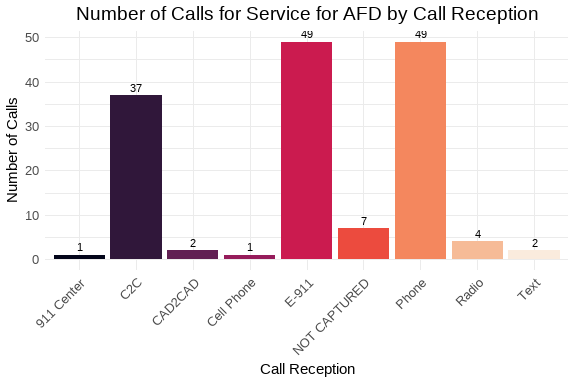 Number of Calls for Service for AFD by Call Reception
Number of Calls
50
40
30
20
10
0
1
37
2
1
49
7
49
4
2
911 Center
C2C
CAD2CAD
Cell Phone
E-911
NOT CAPTURED
Phone
Radio
Text
Call Reception